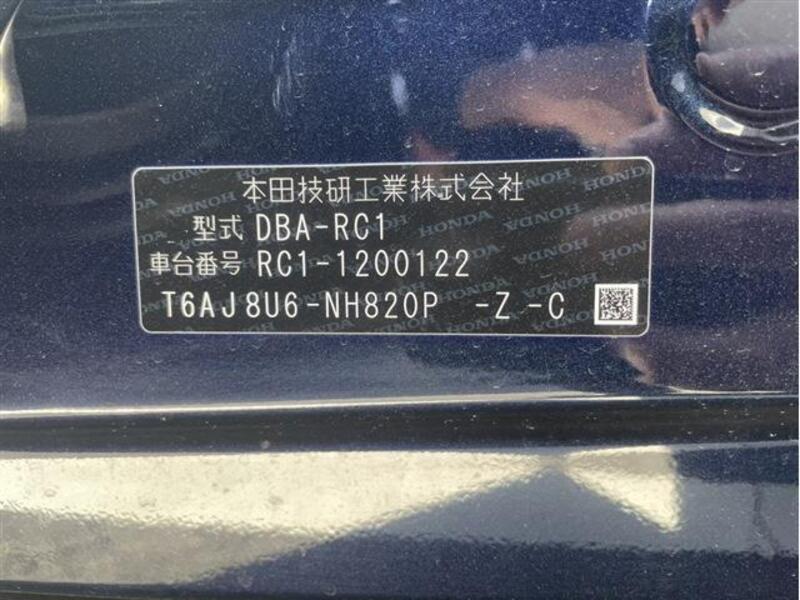 本田技研工業株式会社
型式 DBA-RC1
車台番号 RC1-1200122
T6AJ8U6-NH820P -Z -C